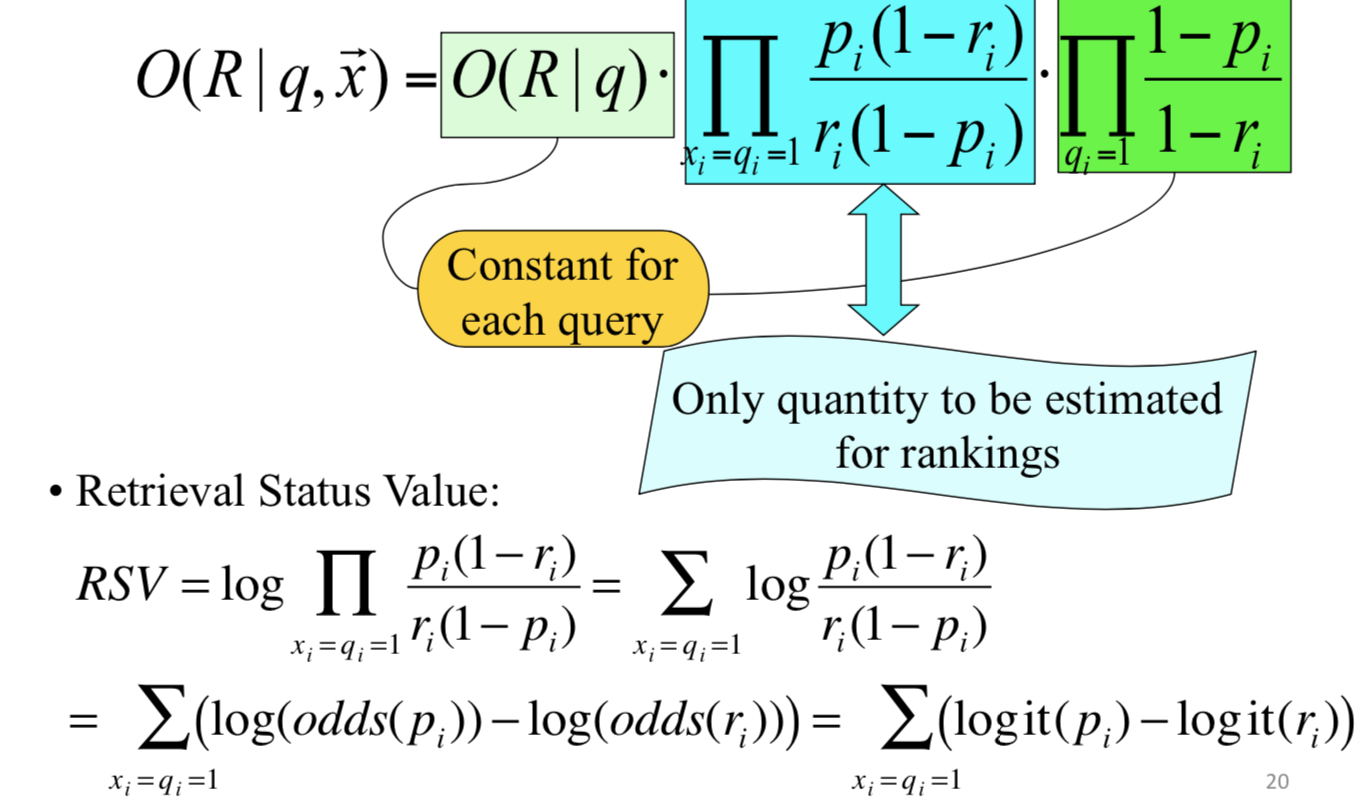 O(R | q, x⃗) = O(R | q) · ∏_{x_i=q_i=1} p_i(1−r_i) / r_i(1−p_i) · ∏_{q_i=1} 1−p_i / 1−r_i
Constant for
each query
Only quantity to be estimated
for rankings
• Retrieval Status Value:
RSV = log ∏_{x_i=q_i=1} p_i(1−r_i) / r_i(1−p_i) = ∑_{x_i=q_i=1} log p_i(1−r_i) / r_i(1−p_i)
= ∑_{x_i=q_i=1} (log(odds(p_i)) − log(odds(r_i))) = ∑_{x_i=q_i=1} (logit(p_i) − logit(r_i))
20